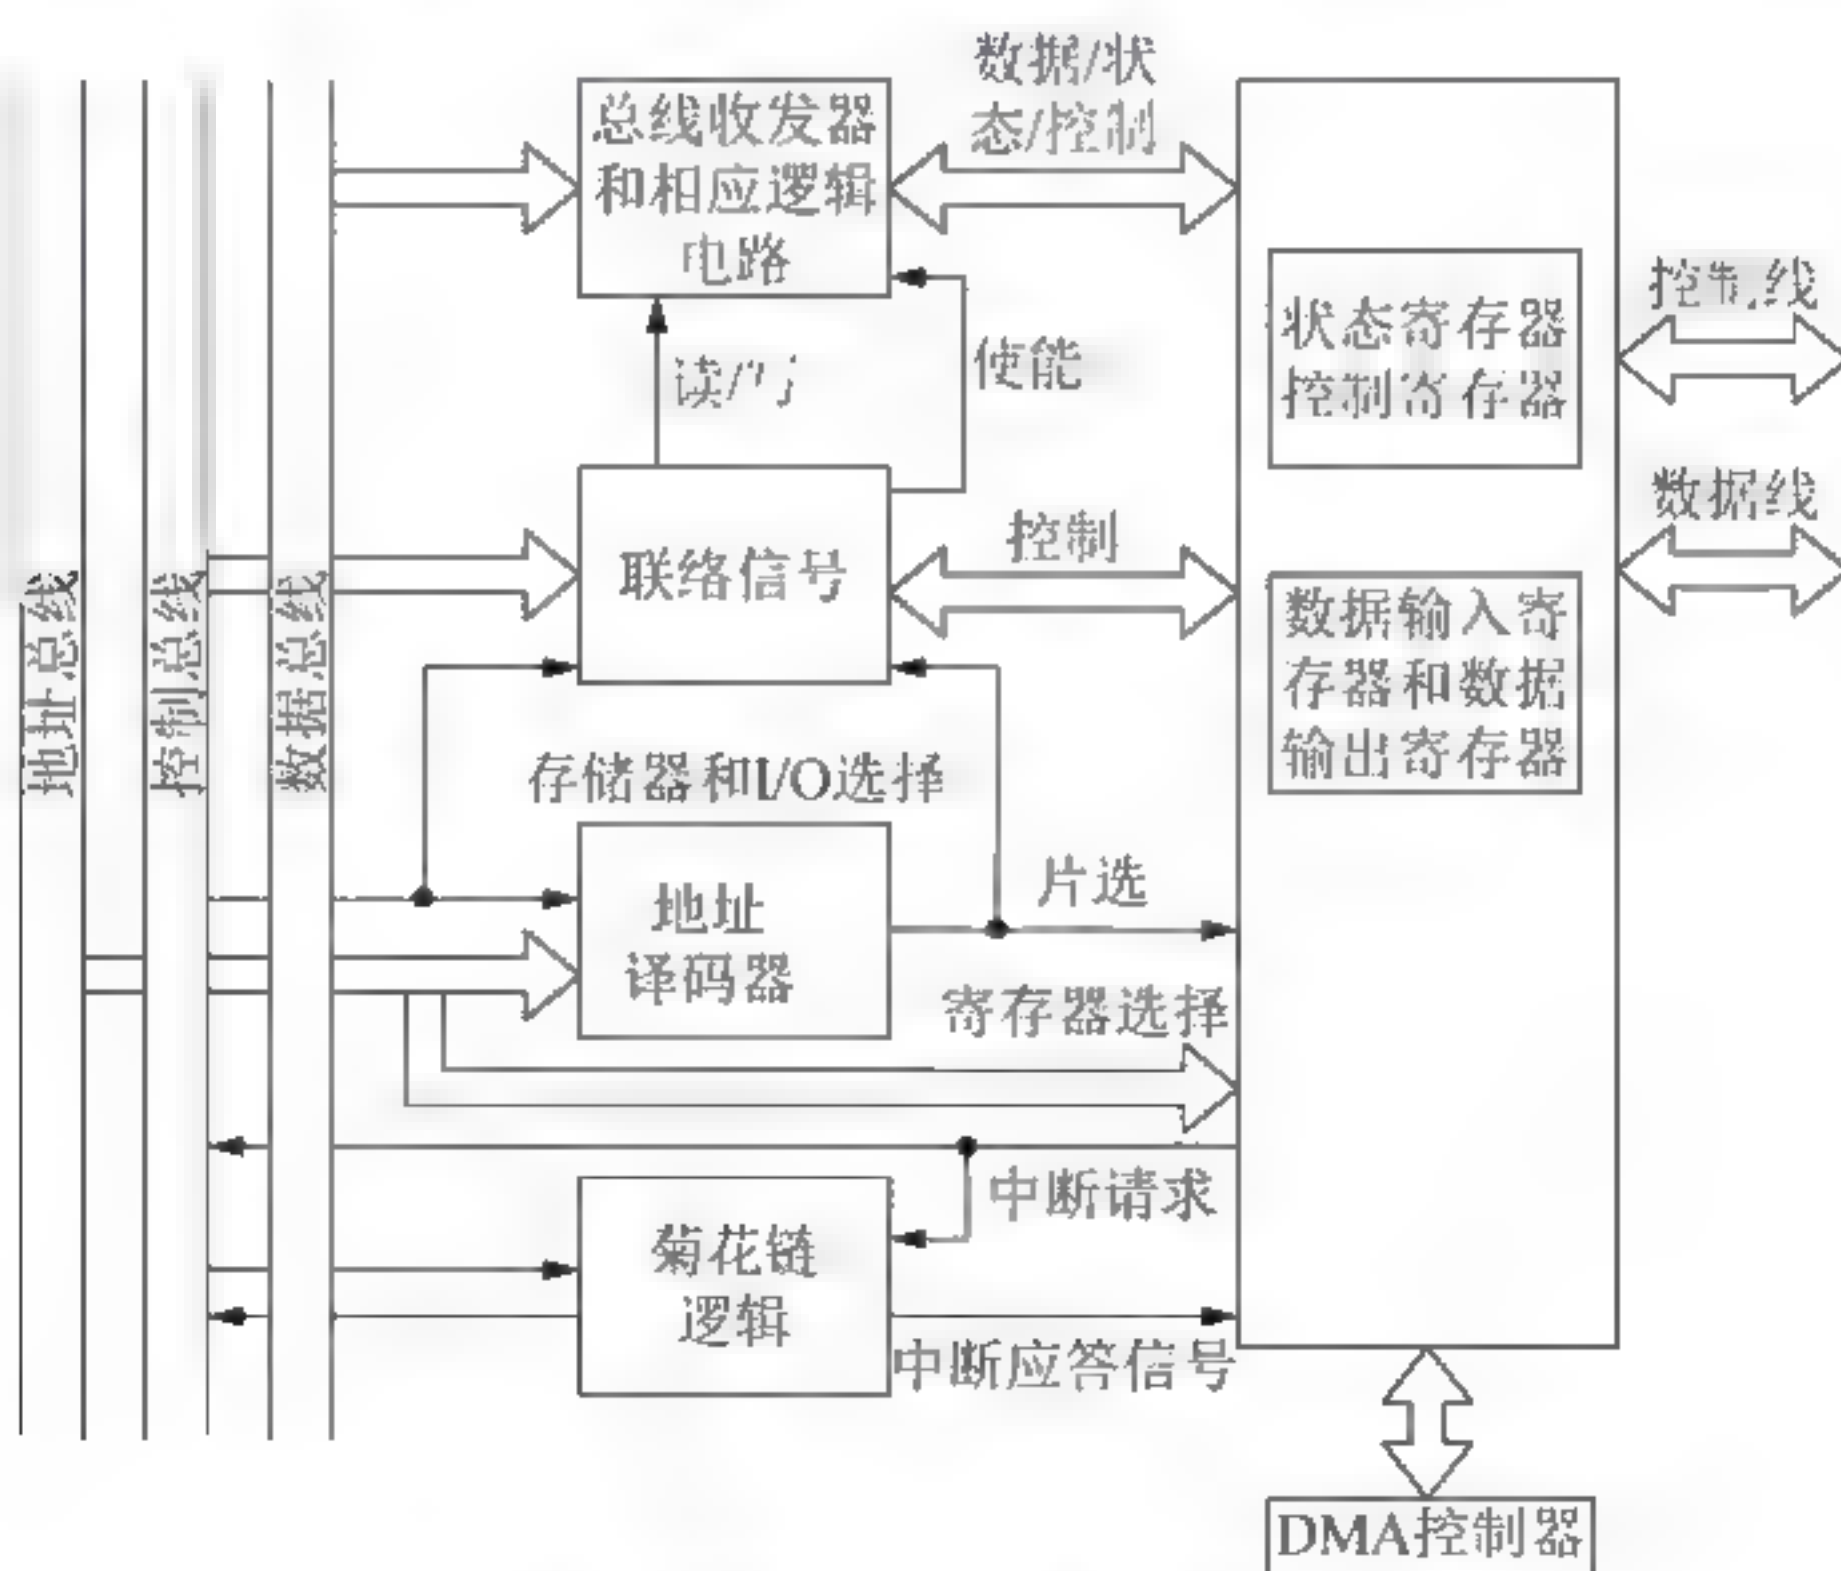 数据/状
态/控制
总线收发器
和相应逻辑
电路
读/写
使能
状态寄存器
控制寄存器
控制线
数据线
地址总线
控制总线
数据总线
联络信号
控制
数据输入寄
存器和数据
输出寄存器
存储器和I/O选择
地址
译码器
片选
寄存器选择
中断请求
菊花链
逻辑
中断应答信号
DMA控制器